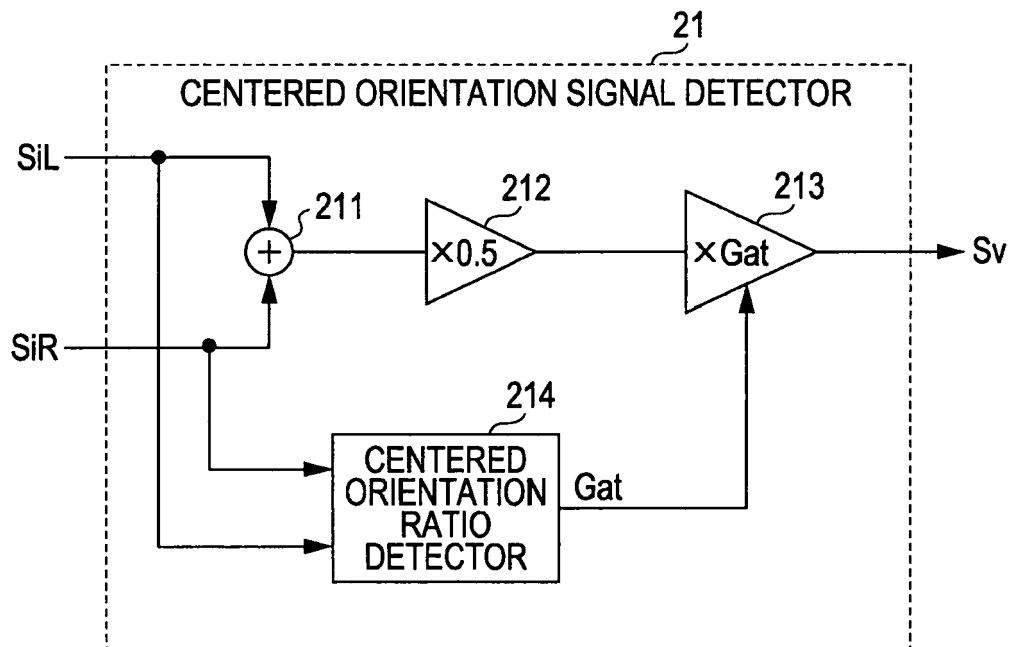 21
CENTERED ORIENTATION SIGNAL DETECTOR
SiL
211
+
212
×0.5
213
×Gat
Sv
SiR
214
CENTERED
ORIENTATION
RATIO
DETECTOR
Gat